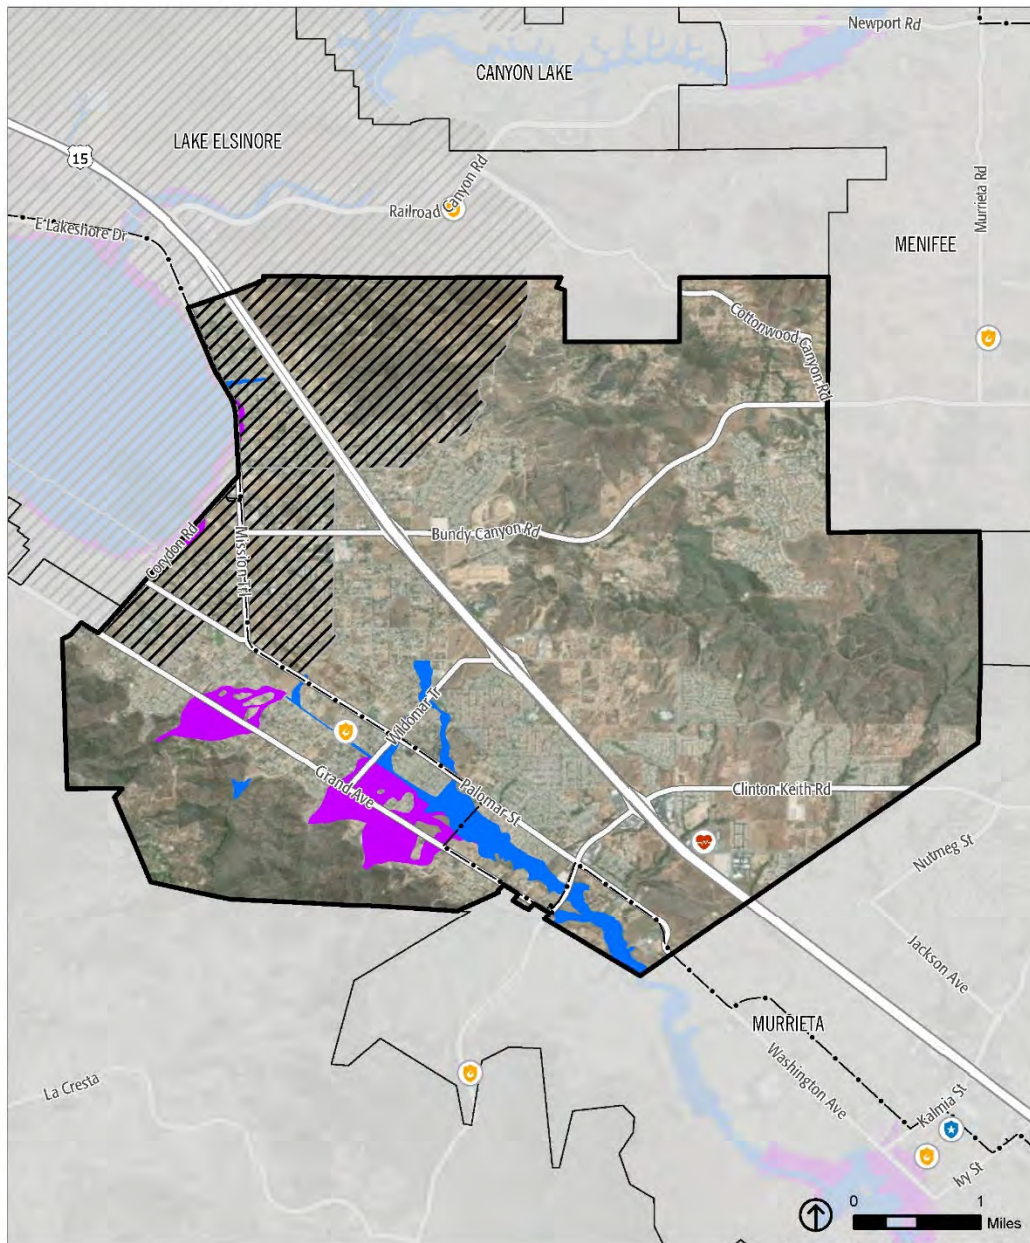 Newport Rd
CANYON LAKE
LAKE ELSINORE
15
Railroad Canyon Rd
Murrieta Rd
E Lakeshore Dr
MENIFEE
Cottonwood Canyon Rd
Corydon Rd
Mission Trl
Bundy Canyon Rd
Wildomar Tr
Grand Ave
Palomar St
Clinton Keith Rd
Nutmeg St
Jackson Ave
MURRIETA
Washington Ave
La Cresta
Kalmia St
Ivy St
0 1
Miles